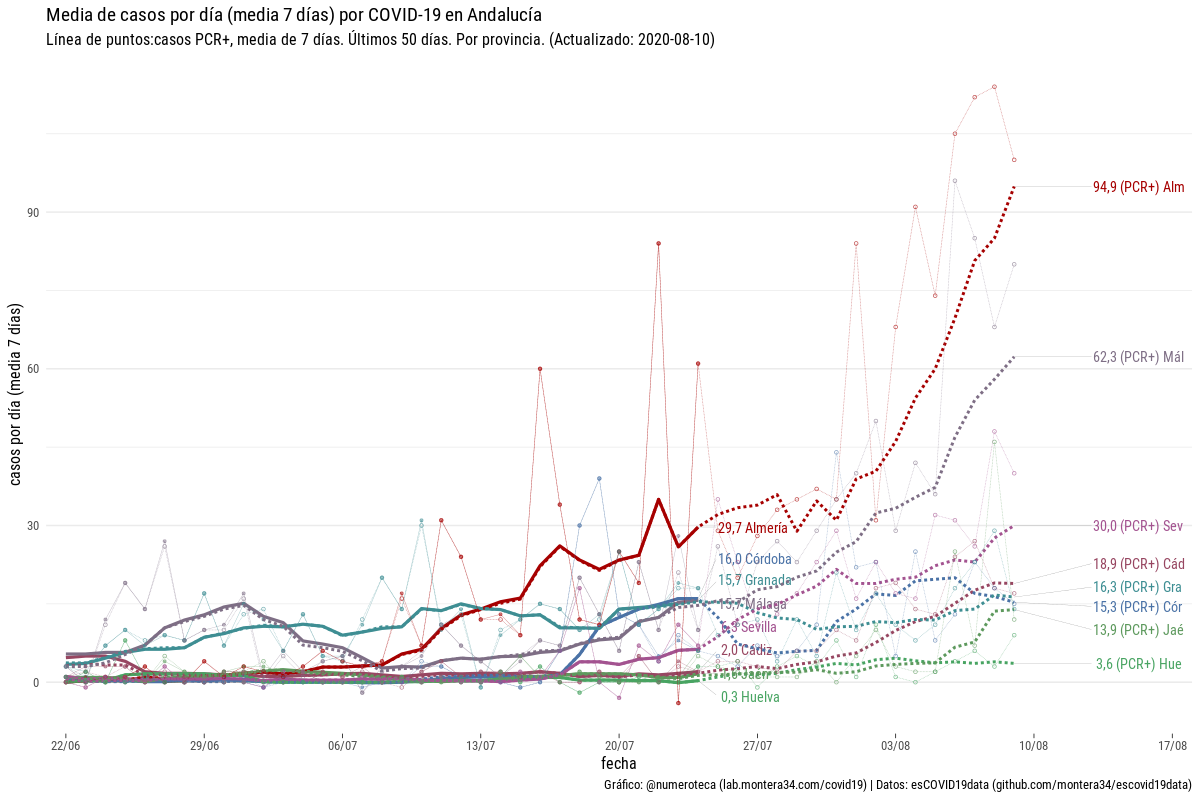 Media de casos por día (media 7 días) por COVID-19 en Andalucía
Línea de puntos:casos PCR+, media de 7 días. Últimos 50 días. Por provincia. (Actualizado: 2020-08-10)
casos por día (media 7 días)
90
60
30
0
94,9 (PCR+) Alm
62,3 (PCR+) Mál
30,0 (PCR+) Sev
18,9 (PCR+) Cád
16,3 (PCR+) Gra
15,3 (PCR+) Cór
13,9 (PCR+) Jaé
3,6 (PCR+) Hue
29,7 Almería
16,0 Córdoba
15,7 Granada
15,7 Málaga
Sevilla
2,0 Cádiz
Jaén
0,3 Huelva
22/06 29/06 06/07 13/07 20/07 27/07 03/08 10/08 17/08
fecha
Gráfico: @numeroteca (lab.montera34.com/covid19) | Datos: esCOVID19data (github.com/montera34/escovid19data)